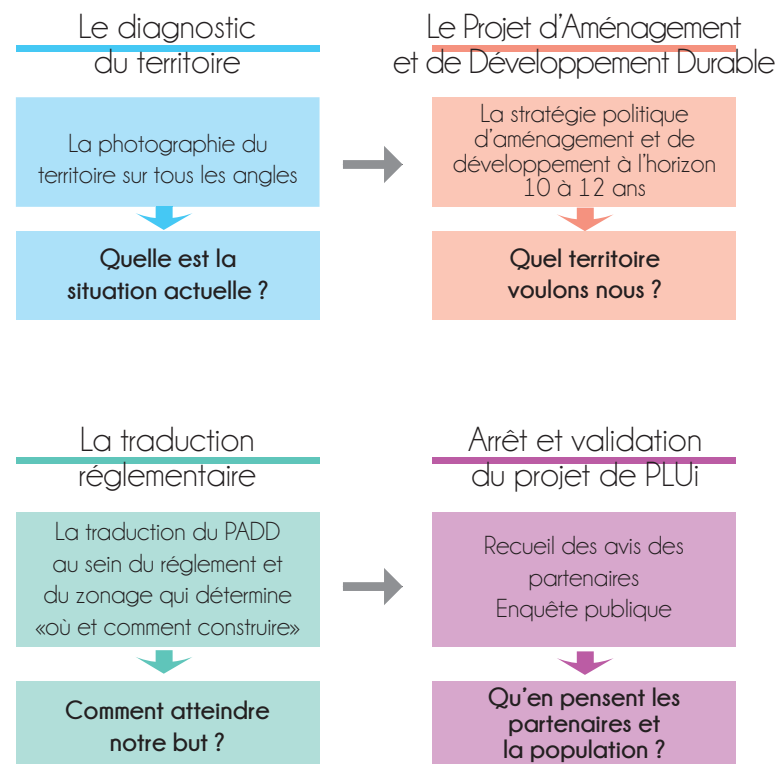 Le diagnostic
du territoire
La photographie du
territoire sur tous les angles
Quelle est la
situation actuelle ?
Le Projet d'Aménagement
et de Développement Durable
La stratégie politique
d'aménagement et de
développement à l'horizon
10 à 12 ans
Quel territoire
voulons nous ?
La traduction
réglementaire
La traduction du PADD
au sein du réglement et
du zonage qui détermine
«où et comment construire»
Comment atteindre
notre but ?
Arrêt et validation
du projet de PLUi
Recueil des avis des
partenaires
Enquête publique
Qu'en pensent les
partenaires et
la population ?